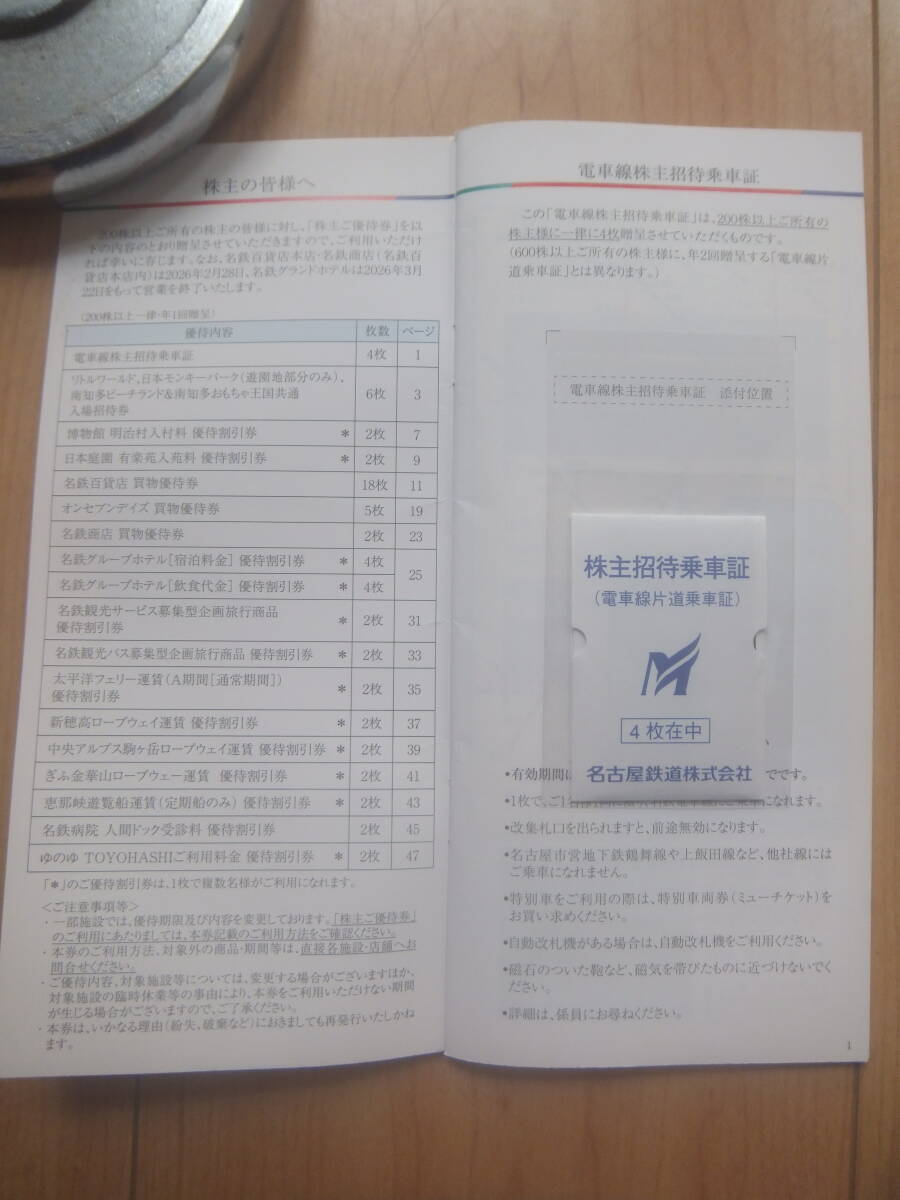 株主の皆様へ
200株以上ご所有の株主の皆様に対し、「株主ご優待券」を以
下の内容のとおり贈呈させていただきますので、ご利用いただけ
れば幸いに存じます。なお、名鉄百貨店本店・名鉄商店（名鉄百
貨店本店内）は2026年2月28日、名鉄グランドホテルは2026年3月
22日をもって営業を終了いたします。
（200株以上一律・年1回贈呈）
優待内容 枚数 ページ
電車線株主招待乗車証 4枚 1
リトルワールド、日本モンキーパーク（遊園地部分のみ）、
南知多ビーチランド&南知多おもちゃ王国共通
入場招待券 6枚 3
博物館 明治村入村料 優待割引券 ＊ 2枚 7
日本庭園 有楽苑入苑料 優待割引券 ＊ 2枚 9
名鉄百貨店 買物優待券 18枚 11
オンセブンデイズ 買物優待券 5枚 19
名鉄商店 買物優待券 2枚 23
名鉄グループホテル［宿泊料金］ 優待割引券 ＊ 4枚 25
名鉄グループホテル［飲食代金］ 優待割引券 ＊ 4枚
名鉄観光サービス募集型企画旅行商品
優待割引券 ＊ 2枚 31
名鉄観光バス募集型企画旅行商品 優待割引券 ＊ 2枚 33
太平洋フェリー運賃（A期間［通常期間］）
優待割引券 ＊ 2枚 35
新穂高ロープウェイ運賃 優待割引券 ＊ 2枚 37
中央アルプス駒ヶ岳ロープウェイ運賃 優待割引券 ＊ 2枚 39
ぎふ金華山ロープウェー運賃 優待割引券 ＊ 2枚 41
恵那峡遊覧船運賃（定期船のみ） 優待割引券 ＊ 2枚 43
名鉄病院 人間ドック受診料 優待割引券 2枚 45
ゆのゆ TOYOHASHIご利用料金 優待割引券 ＊ 2枚 47
「＊」のご優待割引券は、1枚で複数名様がご利用になれます。
＜ご注意事項等＞
・一部施設では、優待期限及び内容を変更しております。「株主ご優待券」
のご利用にあたりましては、本券記載のご利用方法をご確認ください。
・本券のご利用方法、対象外の商品・期間等は、直接各施設・店舗へお
問合せください。
・ご優待内容、対象施設等については、変更する場合がございますほか、
対象施設の臨時休業等の事由により、本券をご利用いただけない期間
が生じる場合がございますので、ご了承ください。
・本券は、いかなる理由（紛失、破棄など）におきましても再発行いたしかね
ます。
電車線株主招待乗車証
この「電車線株主招待乗車証」は、200株以上ご所有の
株主様に一律に4枚贈呈させていただくものです。
（600株以上ご所有の株主様に、年2回贈呈する「電車線片
道乗車証」とは異なります。）
電車線株主招待乗車証 添付位置
株主招待乗車証
（電車線片道乗車証）
4枚在中
名古屋鉄道株式会社
•有効期間は でです。
•1枚で、ご1名 になれます。
•改集札口を出られますと、前途無効になります。
•名古屋市営地下鉄鶴舞線や上飯田線など、他社線には
ご乗車になれません。
•特別車をご利用の際は、特別車両券（ミューチケット）を
お買い求めください。
•自動改札機がある場合は、自動改札機をご利用ください。
•磁石のついた鞄など、磁気を帯びたものに近づけないでく
ださい。
•詳細は、係員にお尋ねください。
1